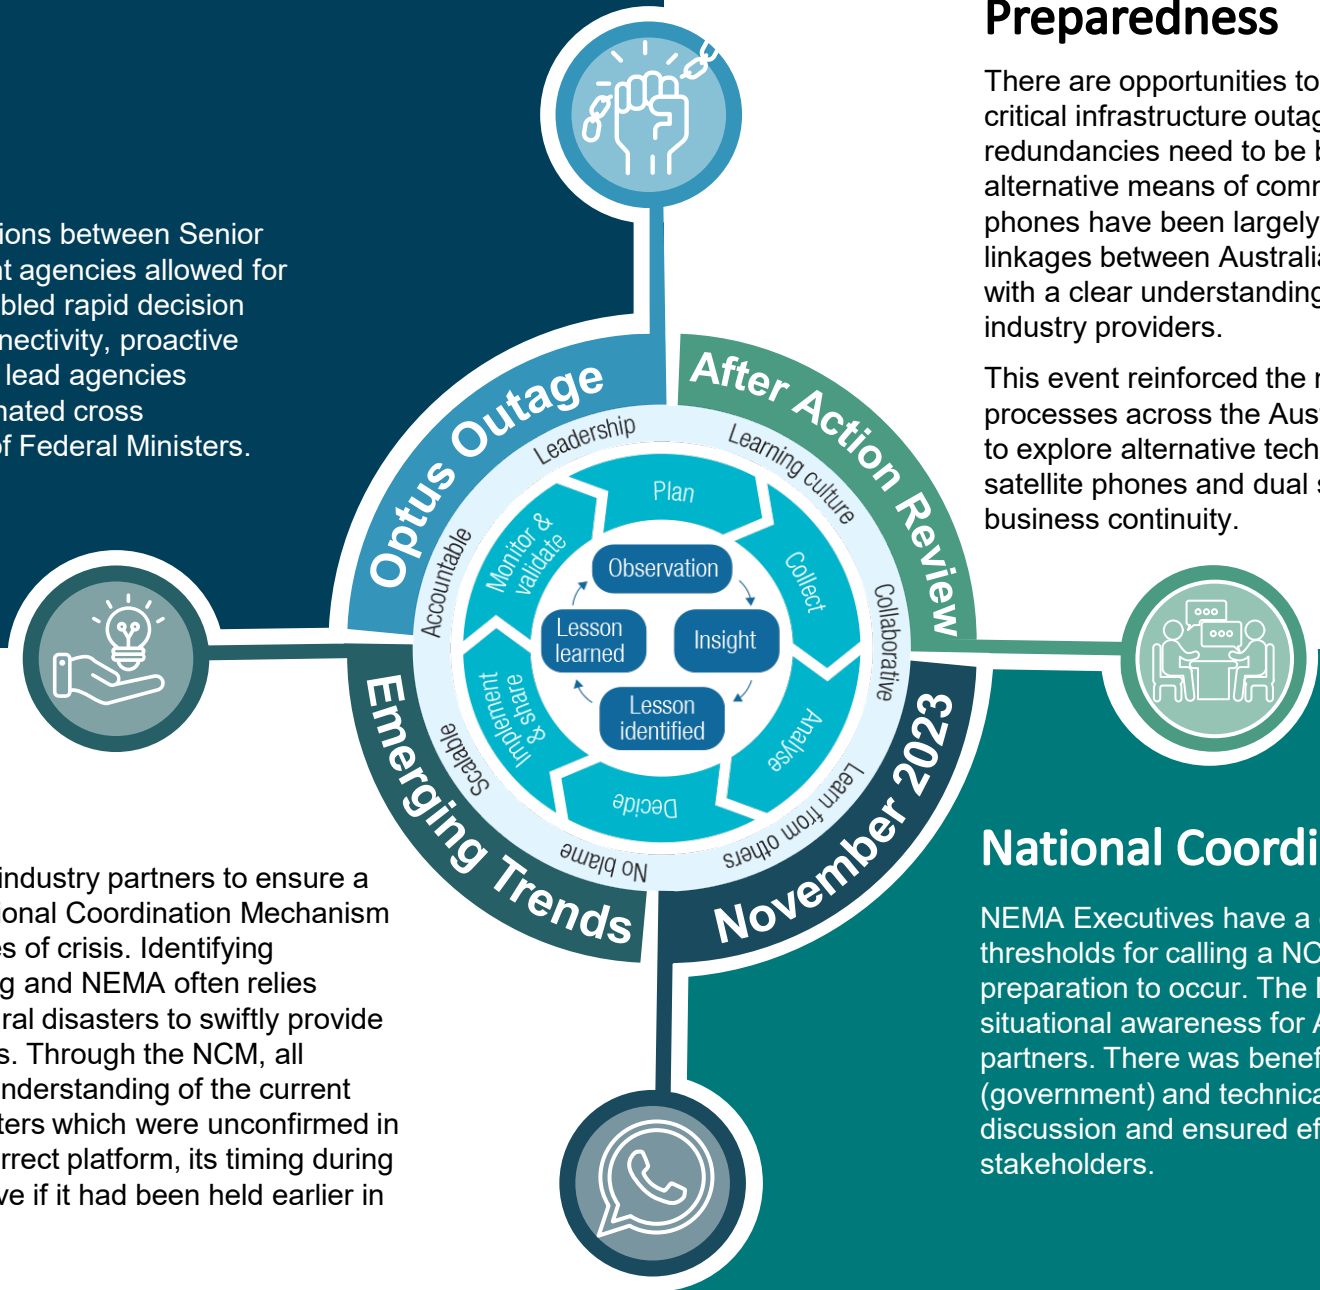 tions between Senior
nt agencies allowed for
bled rapid decision
nectivity, proactive
lead agencies
nated cross
of Federal Ministers.
Preparedness
There are opportunities to
critical infrastructure outag
redundancies need to be b
alternative means of comm
phones have been largely
linkages between Australia
with a clear understanding
industry providers.
This event reinforced the n
processes across the Aust
to explore alternative tech
satellite phones and dual s
business continuity.
Optus Outage
After Action Review
November 2023
Emerging Trends
Leadership
Learning culture
Collaborative
Learn from others
No blame
Scalable
Accountable
Plan
Collect
Analyse
Decide
Implement
& share
Monitor &
validate
Observation
Insight
Lesson
identified
Lesson
learned
industry partners to ensure a
ional Coordination Mechanism
es of crisis. Identifying
g and NEMA often relies
ral disasters to swiftly provide
s. Through the NCM, all
nderstanding of the current
ters which were unconfirmed in
rrect platform, its timing during
ve if it had been held earlier in
National Coordi
NEMA Executives have a
thresholds for calling a NC
preparation to occur. The
situational awareness for A
partners. There was benef
(government) and technica
discussion and ensured ef
stakeholders.